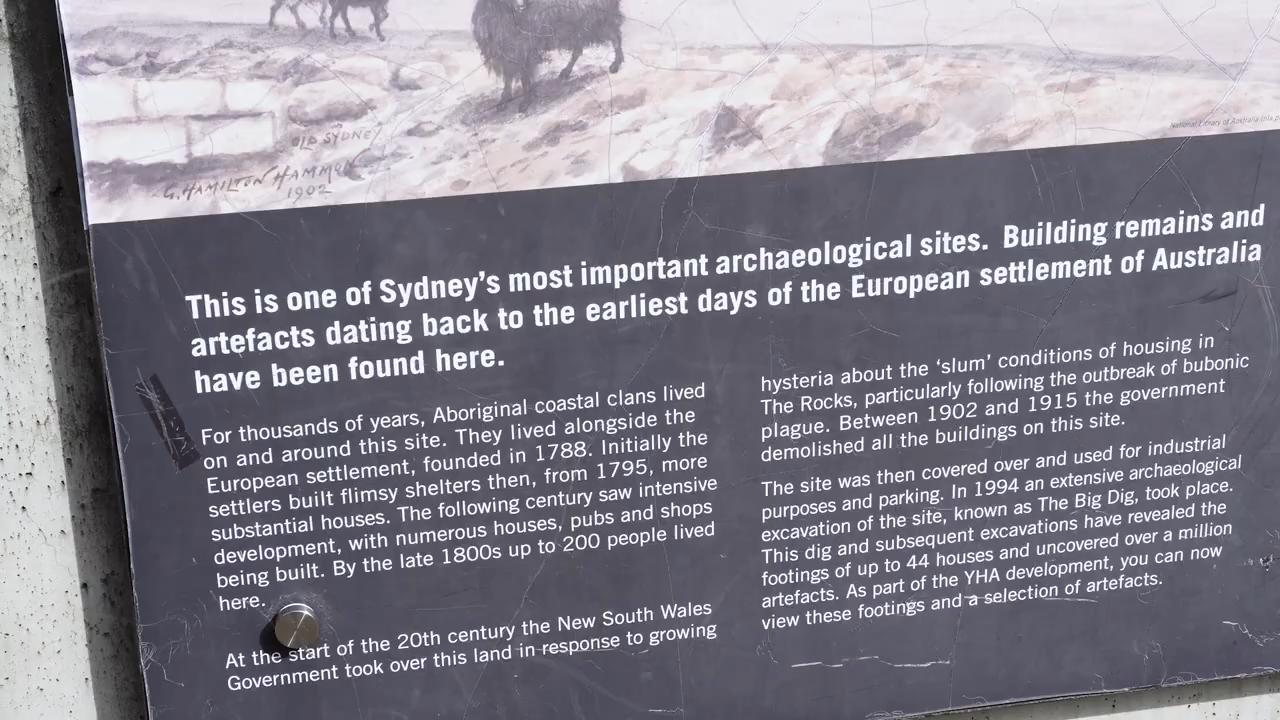 OLD SYDNEY
G. HAMILTON HAMMON
1902
National Library of Australia
This is one of Sydney's most important archaeological sites. Building remains and
artefacts dating back to the earliest days of the European settlement of Australia
have been found here.
For thousands of years, Aboriginal coastal clans lived
on and around this site. They lived alongside the
European settlement, founded in 1788. Initially the
settlers built flimsy shelters then, from 1795, more
substantial houses. The following century saw intensive
development, with numerous houses, pubs and shops
being built. By the late 1800s up to 200 people lived
here.
At the start of the 20th century the New South Wales
Government took over this land in response to growing
hysteria about the ‘slum’ conditions of housing in
The Rocks, particularly following the outbreak of bubonic
plague. Between 1902 and 1915 the government
demolished all the buildings on this site.
The site was then covered over and used for industrial
purposes and parking. In 1994 an extensive archaeological
excavation of the site, known as The Big Dig, took place.
This dig and subsequent excavations have revealed the
footings of up to 44 houses and uncovered over a million
artefacts. As part of the YHA development, you can now
view these footings and a selection of artefacts.